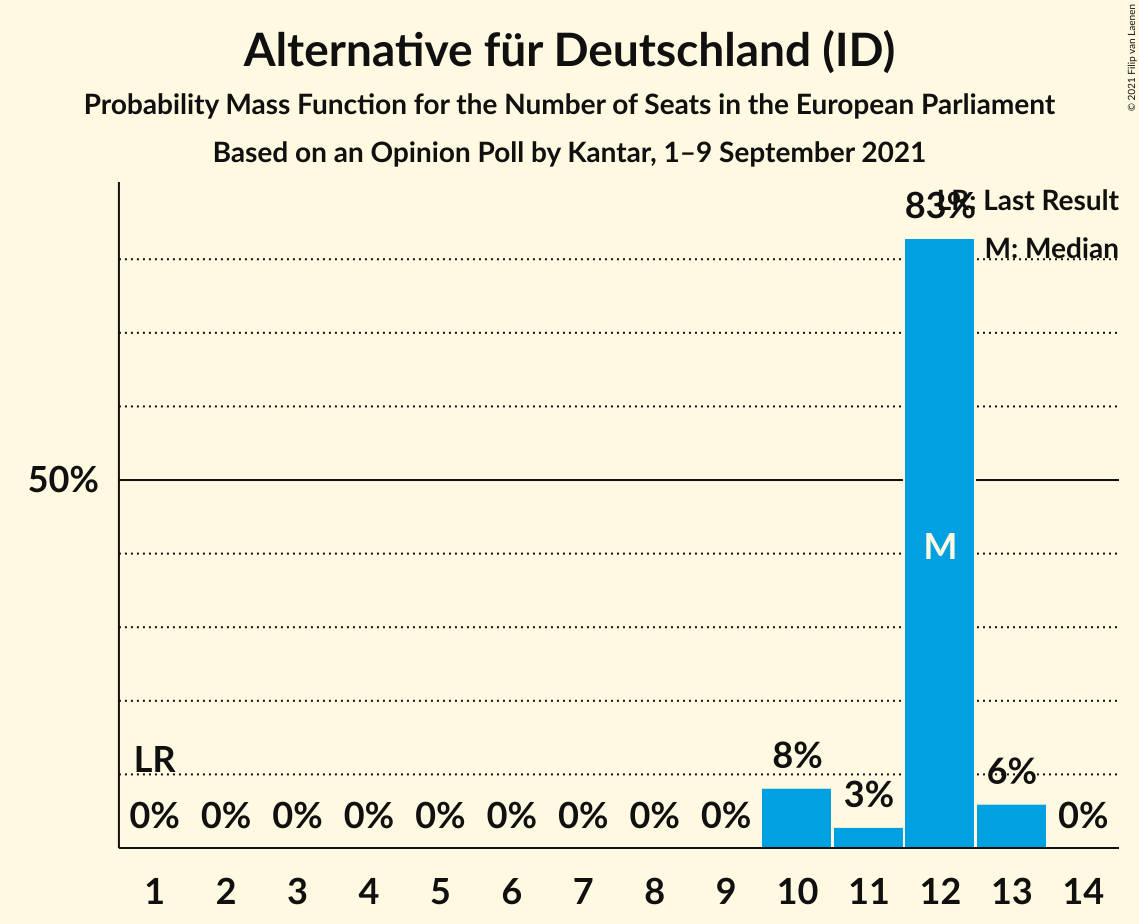 Alternative für Deutschland (ID)
Probability Mass Function for the Number of Seats in the European Parliament
Based on an Opinion Poll by Kantar, 1–9 September 2021
© 2021 Filip van Laenen
LR: Last Result
M: Median
83%
50%
M
LR
0% 0% 0% 0% 0% 0% 0% 0% 0% 8% 3% 6% 0%
1 2 3 4 5 6 7 8 9 10 11 12 13 14